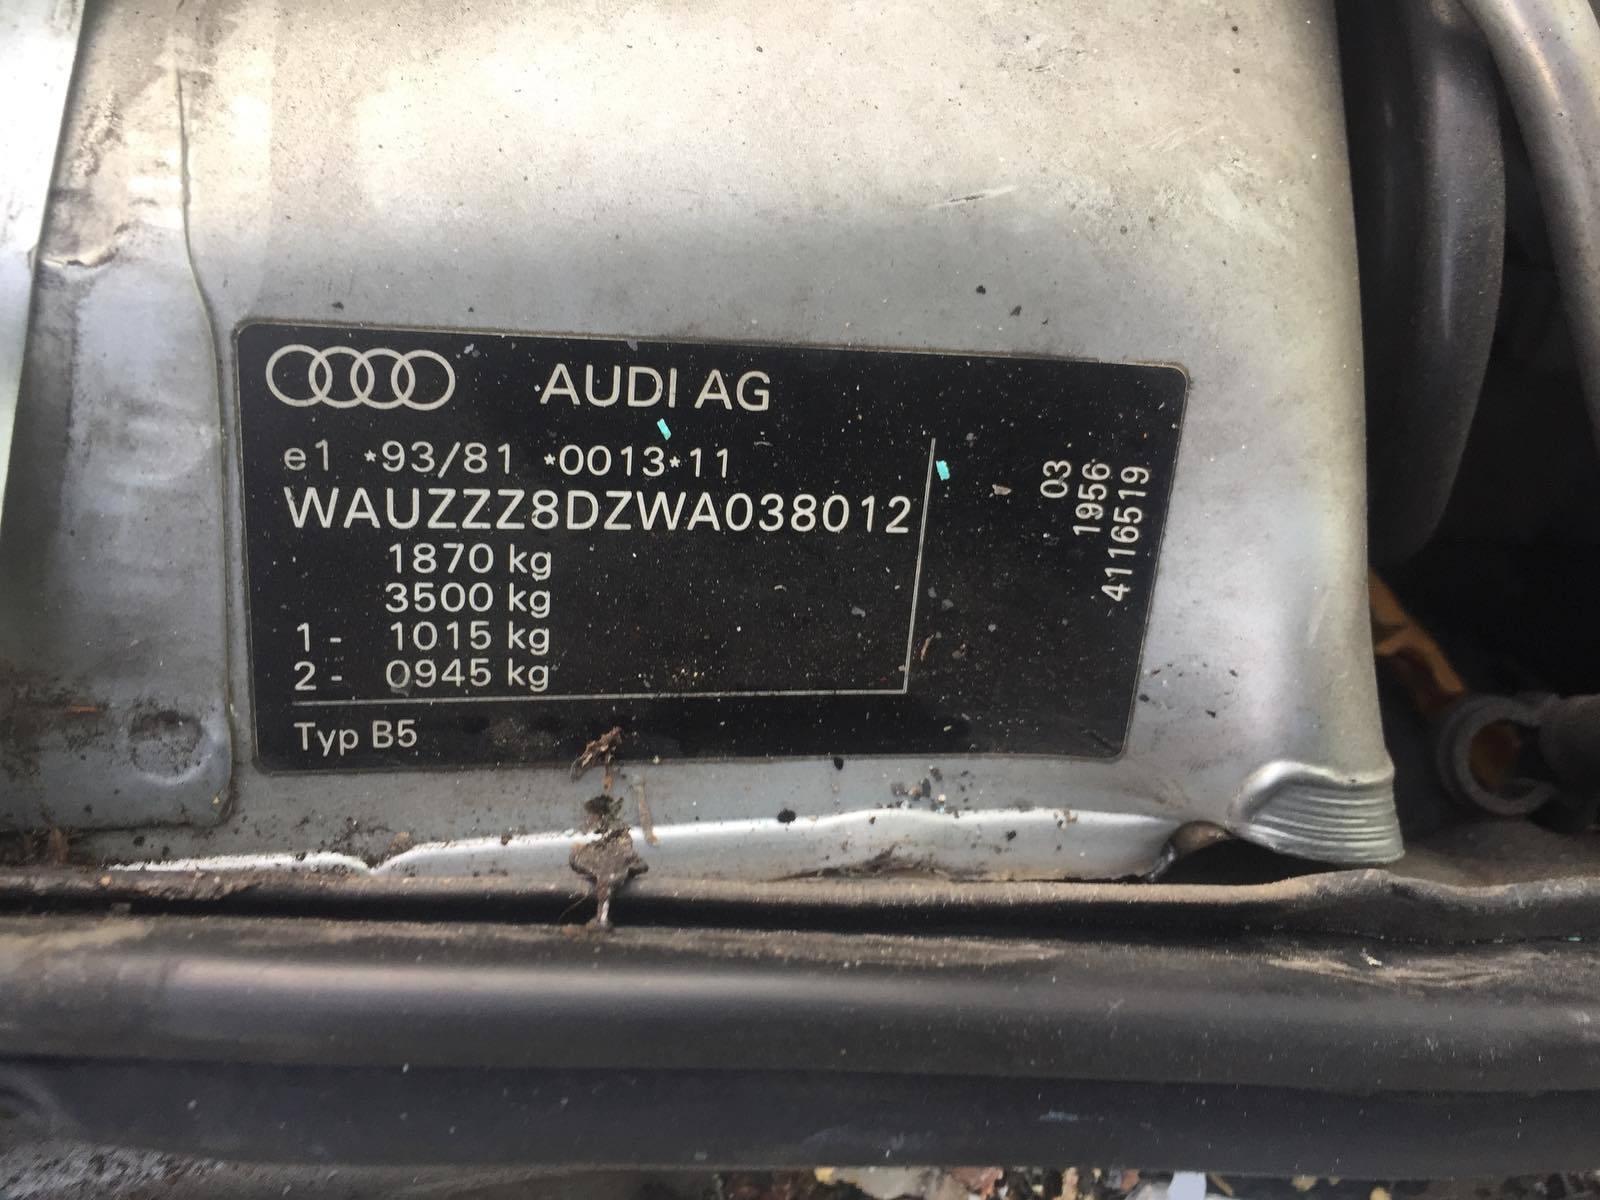 AUDI AG
e1 *93/81 *0013*11
WAUZZZ8DZWA038012
1870 kg
3500 kg
1 - 1015 kg
2 - 0945 kg
Typ B5
03
1956
41165519